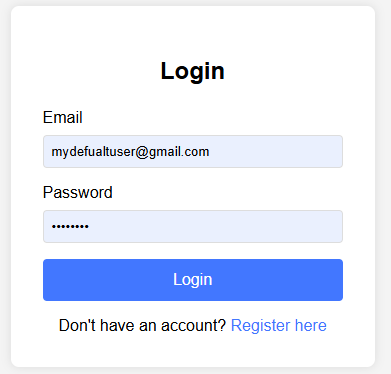 Login
Email
mydefualtuser@gmail.com
Password
••••••••
Login
Don't have an account? Register here